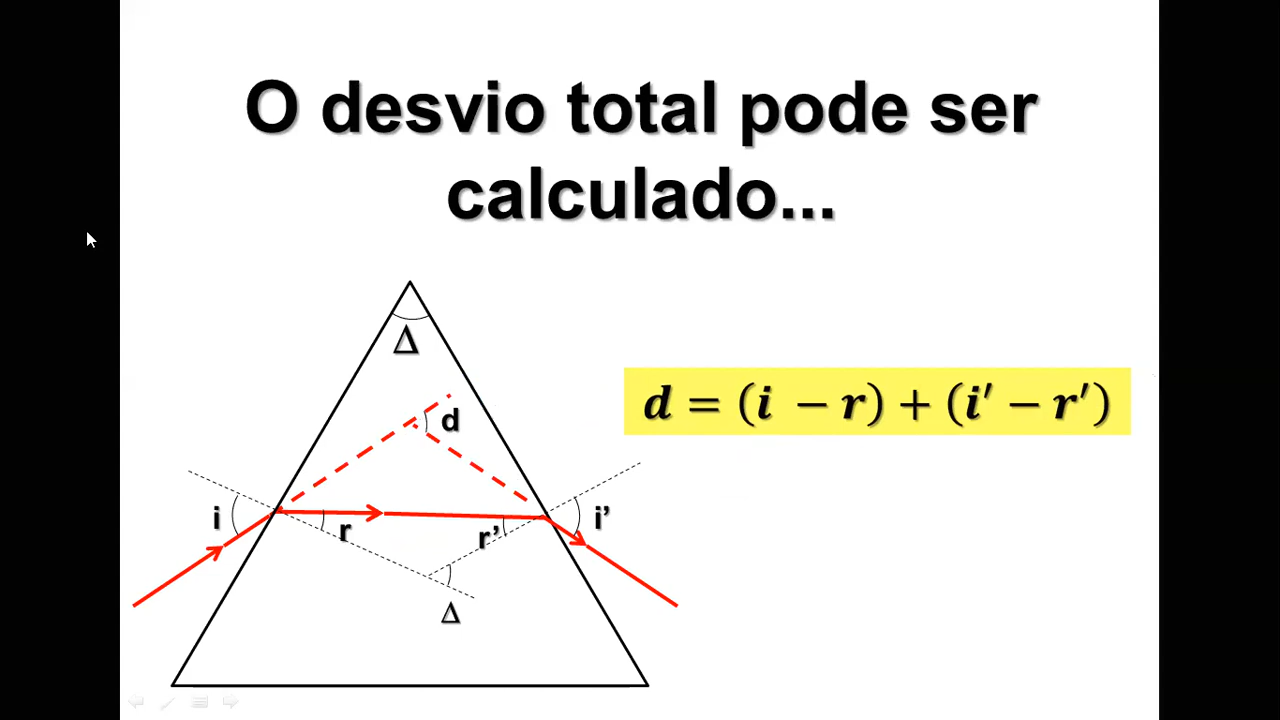 O desvio total pode ser
calculado...
Δ
d
d = (i − r) + (i′ − r′)
i
r
r’
i’
Δ